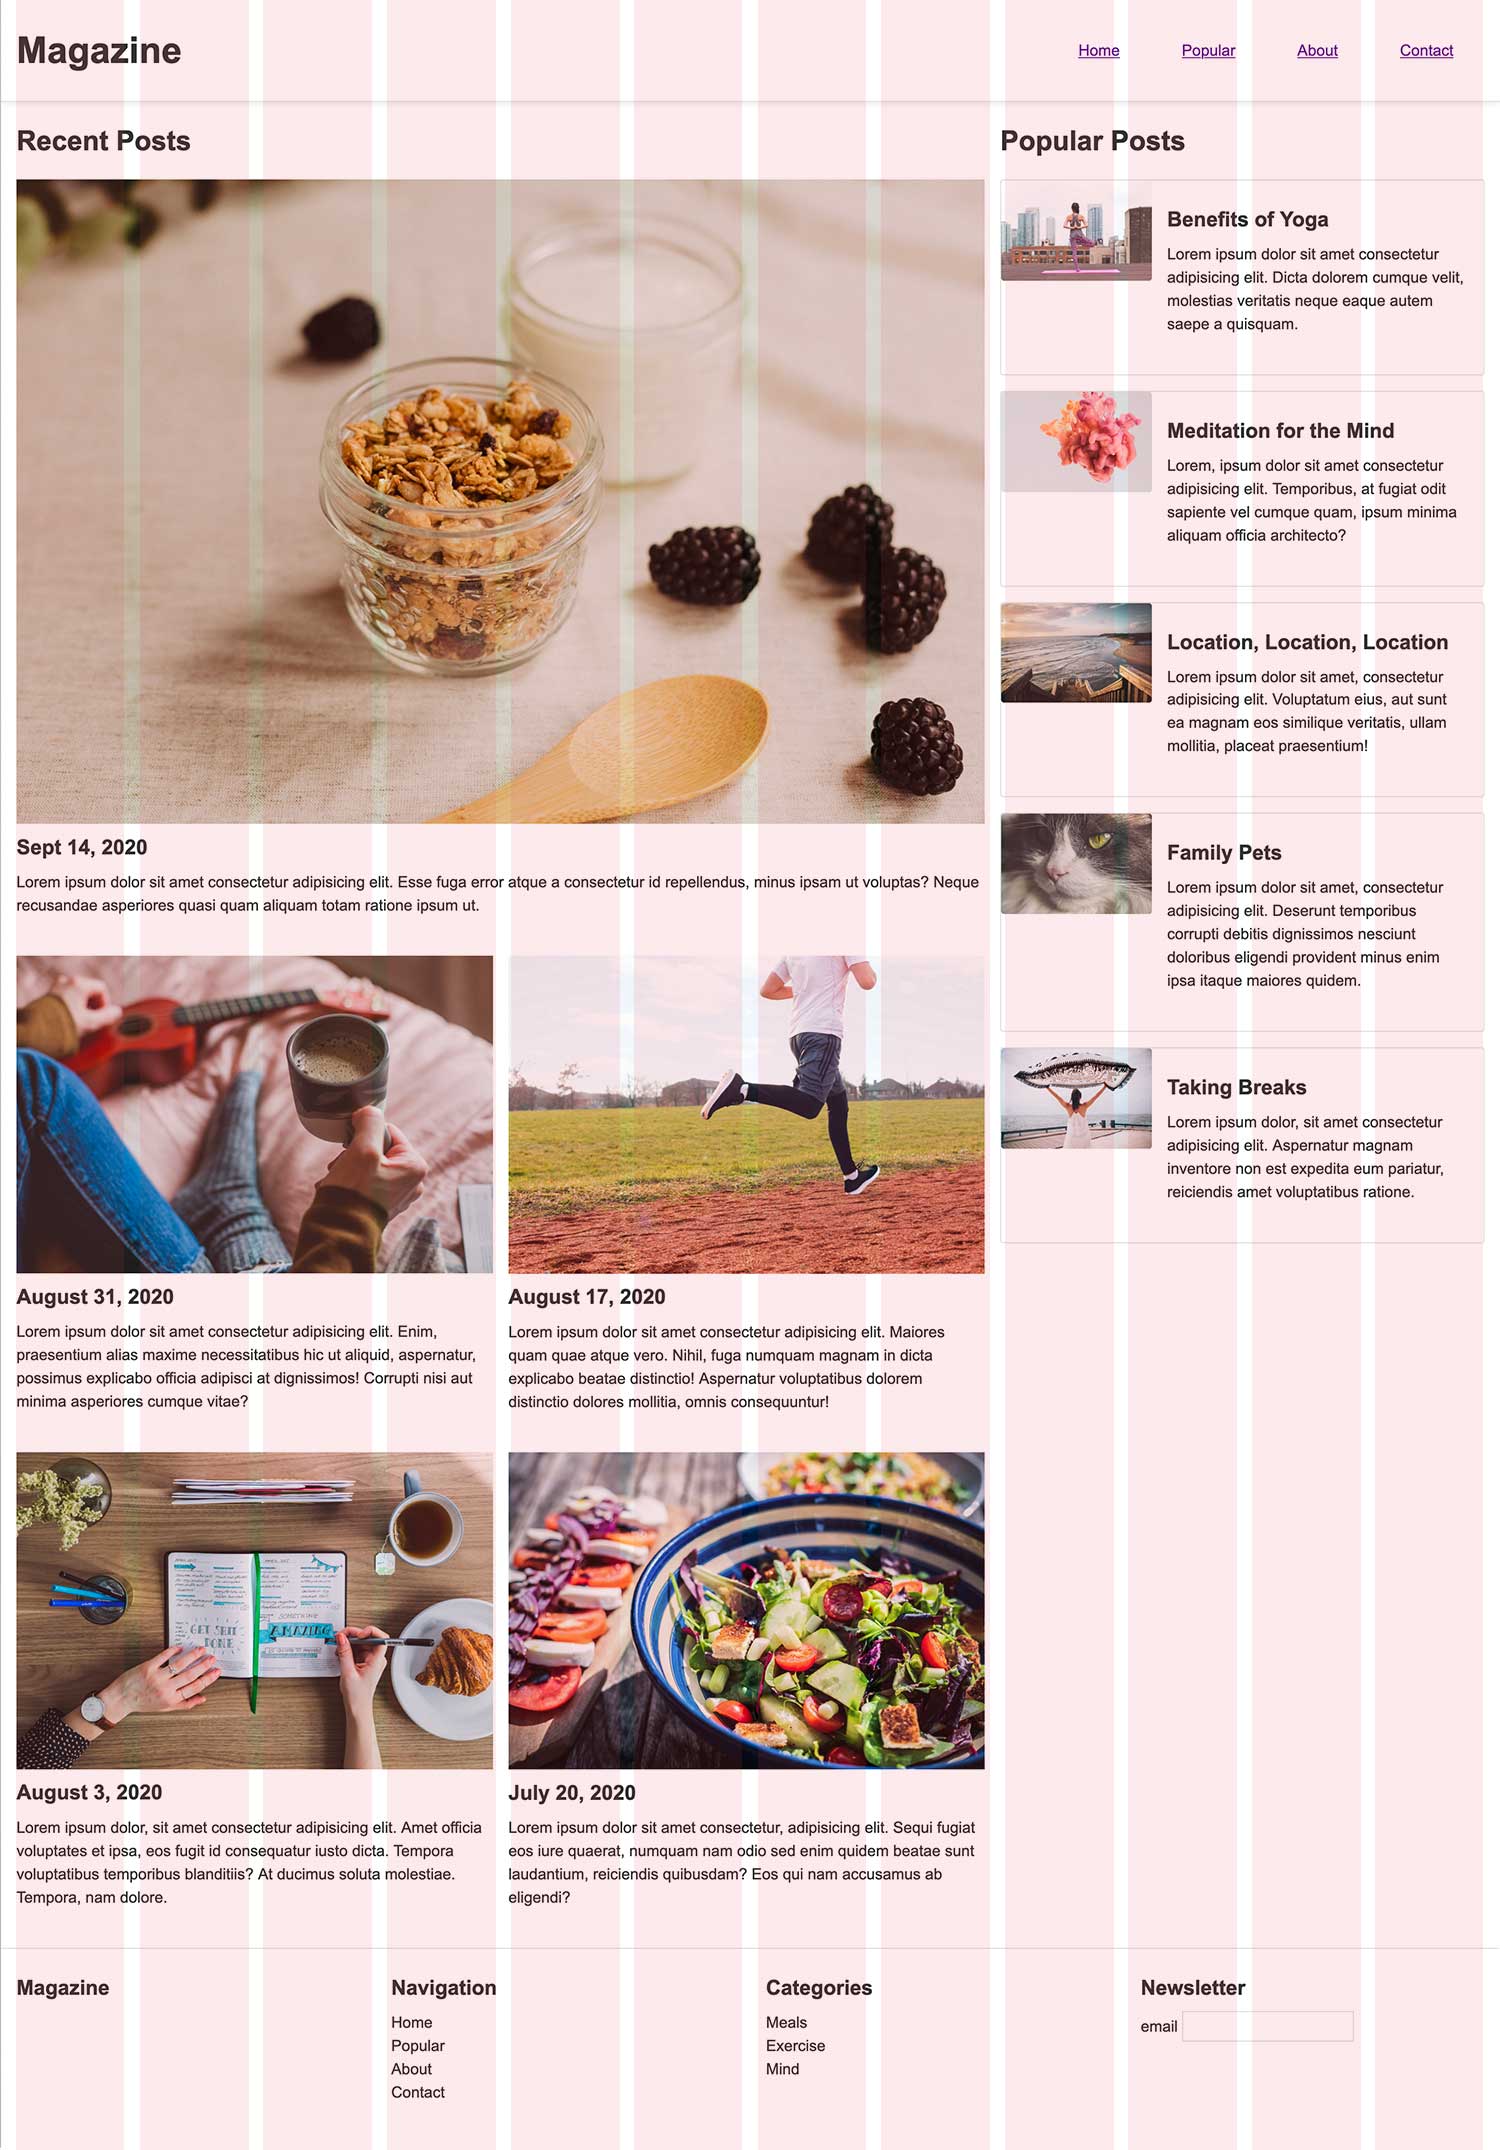 Magazine
Home Popular About Contact
Recent Posts
Sept 14, 2020
Lorem ipsum dolor sit amet consectetur adipisicing elit. Esse fuga error atque a consectetur id repellendus, minus ipsam ut voluptas? Neque
recusandae asperiores quasi quam aliquam totam ratione ipsum ut.
August 31, 2020
Lorem ipsum dolor sit amet consectetur adipisicing elit. Enim,
praesentium alias maxime necessitatibus hic ut aliquid, aspernatur,
possimus explicabo officia adipisci at dignissimos! Corrupti nisi aut
minima asperiores cumque vitae?
August 17, 2020
Lorem ipsum dolor sit amet consectetur adipisicing elit. Maiores
quam quae atque vero. Nihil, fuga numquam magnam in dicta
explicabo beatae distinctio! Aspernatur voluptatibus dolorem
distinctio dolores mollitia, omnis consequuntur!
GET SHIT
DONE
SOMETHING
AMAZING
August 3, 2020
Lorem ipsum dolor, sit amet consectetur adipisicing elit. Amet officia
voluptates et ipsa, eos fugit id consequatur iusto dicta. Tempora
voluptatibus temporibus blanditiis? At ducimus soluta molestiae.
Tempora, nam dolore.
July 20, 2020
Lorem ipsum dolor sit amet consectetur, adipisicing elit. Sequi fugiat
eos iure quaerat, numquam nam odio sed enim quidem beatae sunt
laudantium, reiciendis quibusdam? Eos qui nam accusamus ab
eligendi?
Popular Posts
Benefits of Yoga
Lorem ipsum dolor sit amet consectetur
adipisicing elit. Dicta dolorem cumque velit,
molestias veritatis neque eaque autem
saepe a quisquam.
Meditation for the Mind
Lorem, ipsum dolor sit amet consectetur
adipisicing elit. Temporibus, at fugiat odit
sapiente vel cumque quam, ipsum minima
aliquam officia architecto?
Location, Location, Location
Lorem ipsum dolor sit amet, consectetur
adipisicing elit. Voluptatum eius, aut sunt
ea magnam eos similique veritatis, ullam
mollitia, placeat praesentium!
Family Pets
Lorem ipsum dolor sit amet, consectetur
adipisicing elit. Deserunt temporibus
corrupti debitis dignissimos nesciunt
doloribus eligendi provident minus enim
ipsa itaque maiores quidem.
Taking Breaks
Lorem ipsum dolor, sit amet consectetur
adipisicing elit. Aspernatur magnam
inventore non est expedita eum pariatur,
reiciendis amet voluptatibus ratione.
Magazine
Navigation
Home
Popular
About
Contact
Categories
Meals
Exercise
Mind
Newsletter
email